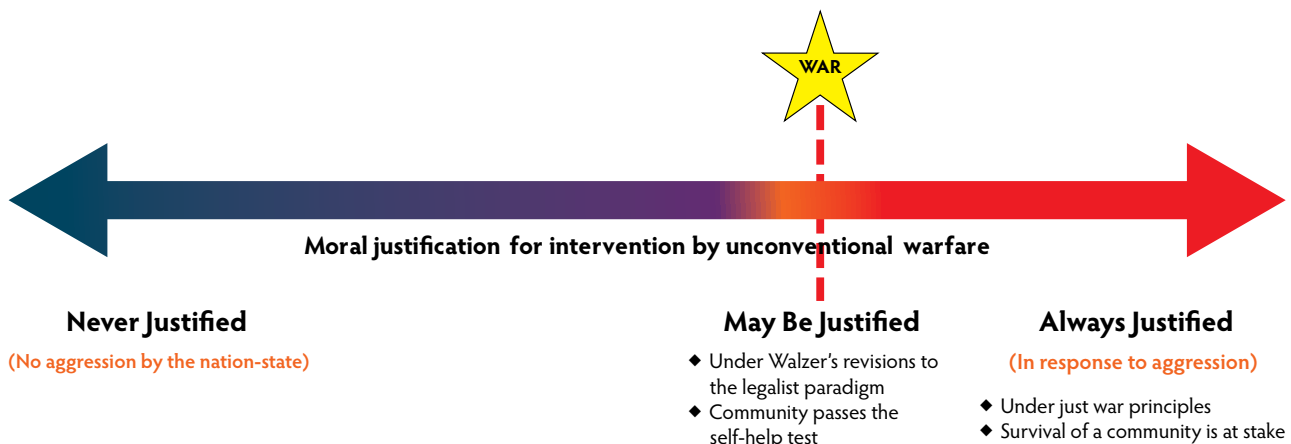 WAR
Moral justification for intervention by unconventional warfare
Never Justified
(No aggression by the nation-state)
May Be Justified
◆ Under Walzer's revisions to
the legalist paradigm
◆ Community passes the
self-help test
Always Justified
(In response to aggression)
◆ Under just war principles
◆ Survival of a community is at stake